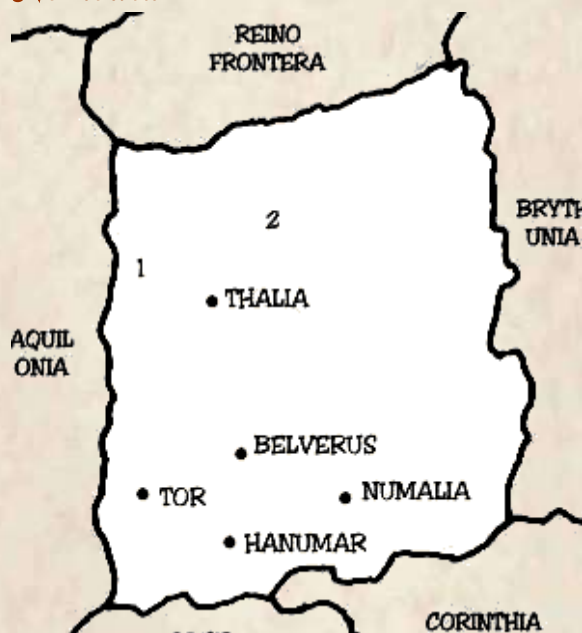 REINO
FRONTERA
2
BRYTH
UNIA
1
THALIA
AQUIL
ONIA
BELVERUS
TOR
NUMALIA
HANUMAR
CORINTHIA